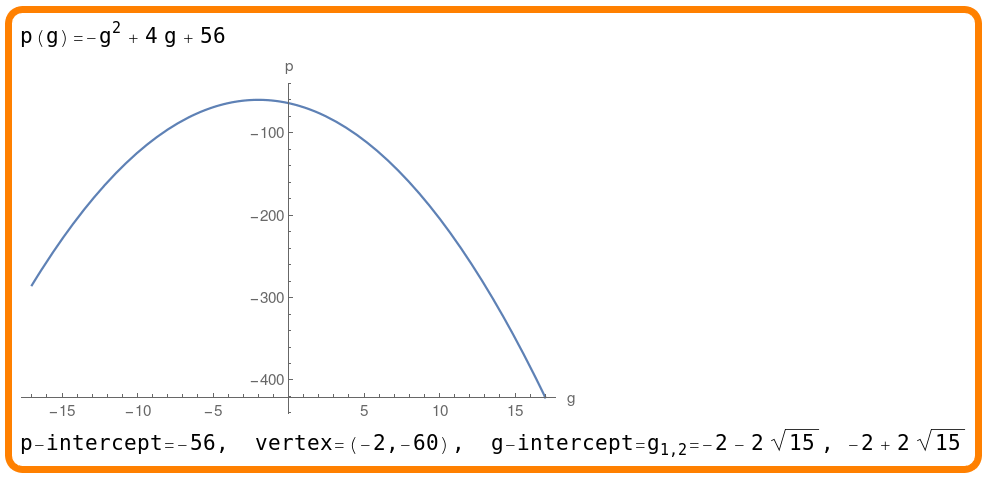 p(g)=-g² + 4 g + 56
p
-100
-200
-300
-400
-15 -10 -5 5 10 15 g
p-intercept=-56, vertex=(-2,-60), g-intercept=g₁,₂=-2 - 2 √15, -2 + 2 √15